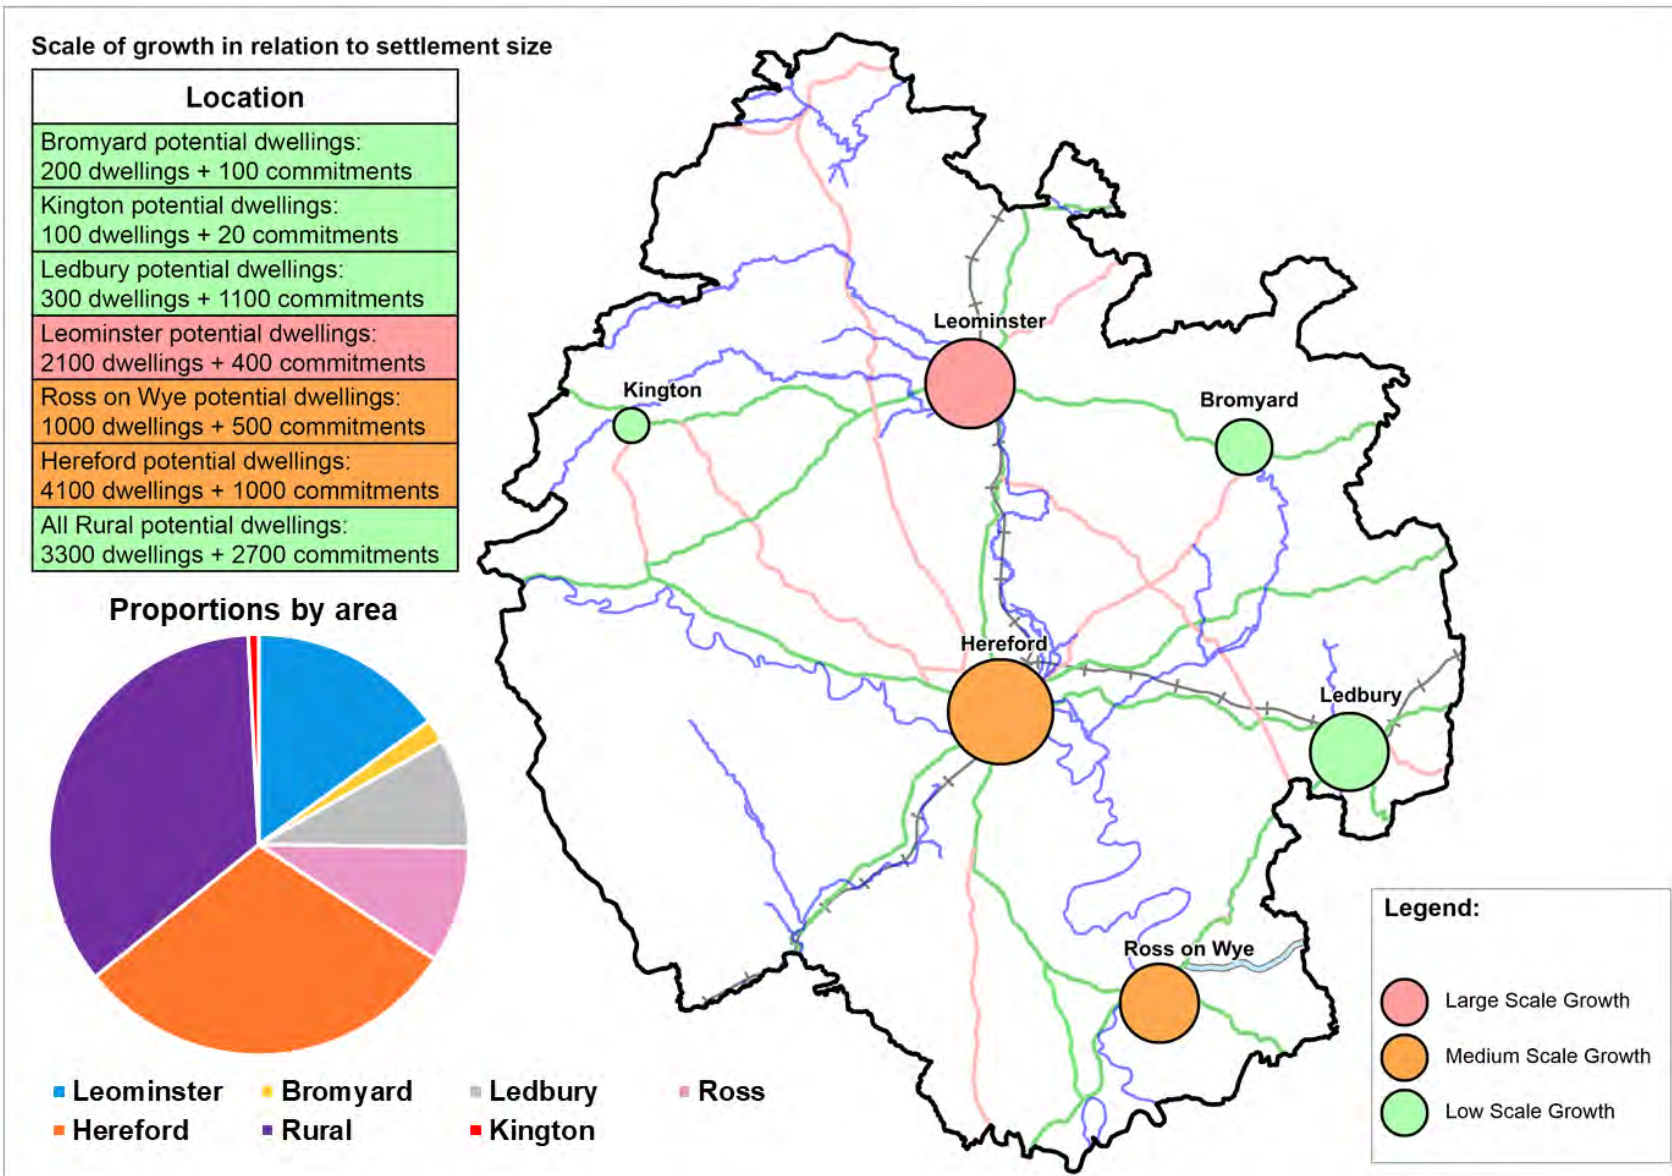 Scale of growth in relation to settlement size
Location
Bromyard potential dwellings:
200 dwellings + 100 commitments
Kington potential dwellings:
100 dwellings + 20 commitments
Ledbury potential dwellings:
300 dwellings + 1100 commitments
Leominster potential dwellings:
2100 dwellings + 400 commitments
Ross on Wye potential dwellings:
1000 dwellings + 500 commitments
Hereford potential dwellings:
4100 dwellings + 1000 commitments
All Rural potential dwellings:
3300 dwellings + 2700 commitments
Proportions by area
Leominster
Bromyard
Ledbury
Ross
Hereford
Rural
Kington
Leominster
Kington
Bromyard
Hereford
Ledbury
Ross on Wye
Legend:
Large Scale Growth
Medium Scale Growth
Low Scale Growth